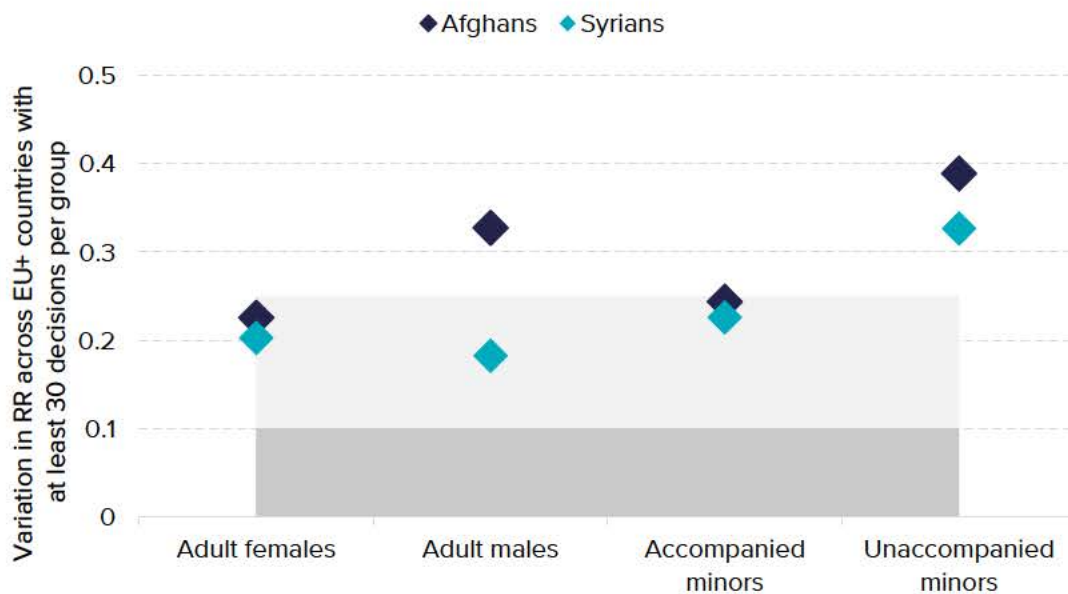 Afghans Syrians
Variation in RR across EU+ countries with
at least 30 decisions per group
0.5
0.4
0.3
0.2
0.1
0
Adult females
Adult males
Accompanied
minors
Unaccompanied
minors